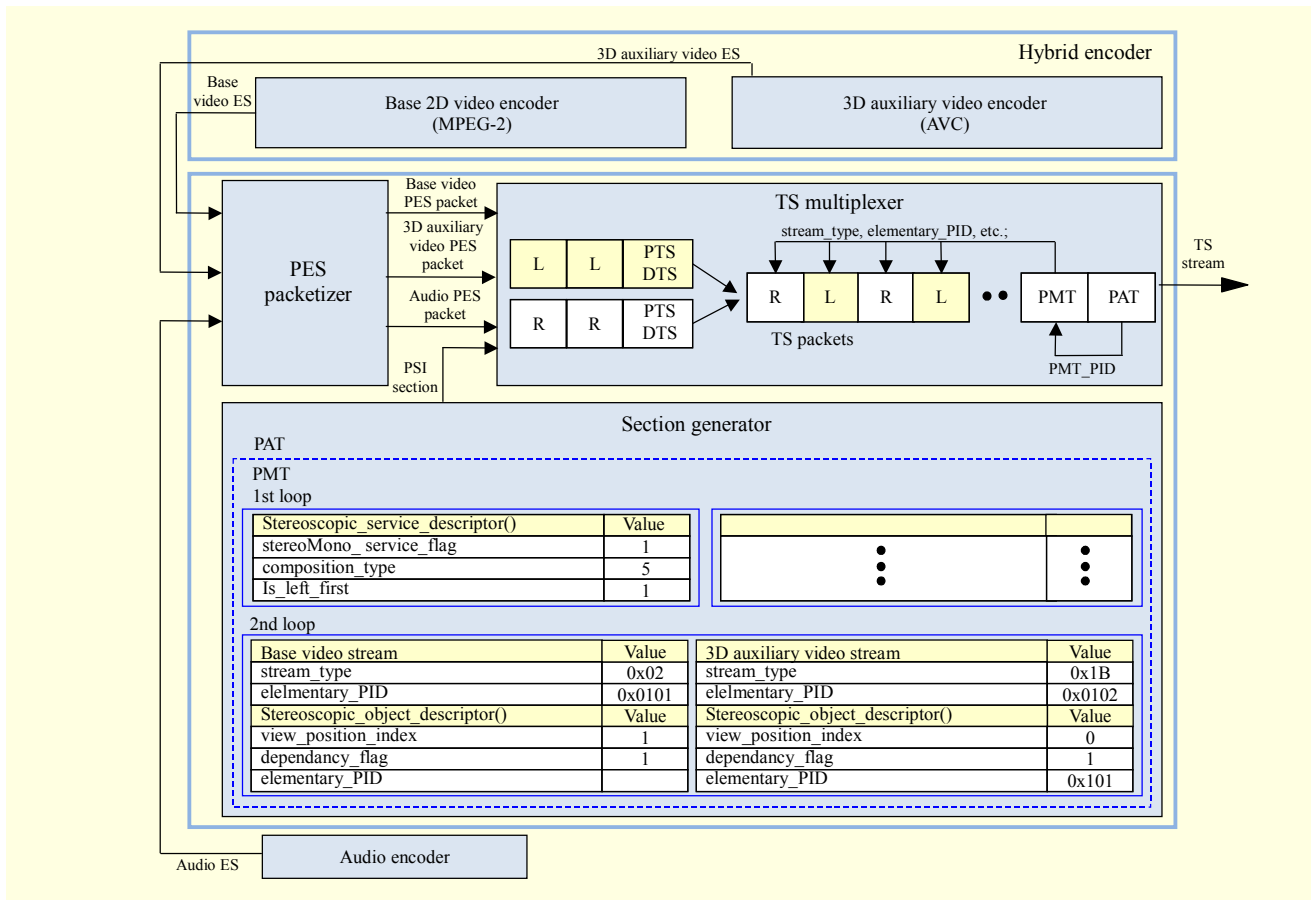 Hybrid encoder
3D auxiliary video ES
Base
video ES
Base 2D video encoder
(MPEG-2)
3D auxiliary video encoder
(AVC)
PES
packetizer
Base video
PES packet
3D auxiliary
video PES
packet
Audio PES
packet
PSI
section
TS multiplexer
stream_type, elementary_PID, etc.;
L L PTS
DTS
R R PTS
DTS
R L R L PMT PAT
TS packets
PMT_PID
TS
stream
Section generator
PAT
PMT
1st loop
Stereoscopic_service_descriptor() Value
stereoMono_ service_flag 1
composition_type 5
Is_left_first 1
2nd loop
Base video stream Value
stream_type 0x02
elelmentary_PID 0x0101
Stereoscopic_object_descriptor() Value
view_position_index 1
dependancy_flag 1
elementary_PID
3D auxiliary video stream Value
stream_type 0x1B
elelmentary_PID 0x0102
Stereoscopic_object_descriptor() Value
view_position_index 0
dependancy_flag 1
elementary_PID 0x101
Audio ES
Audio encoder